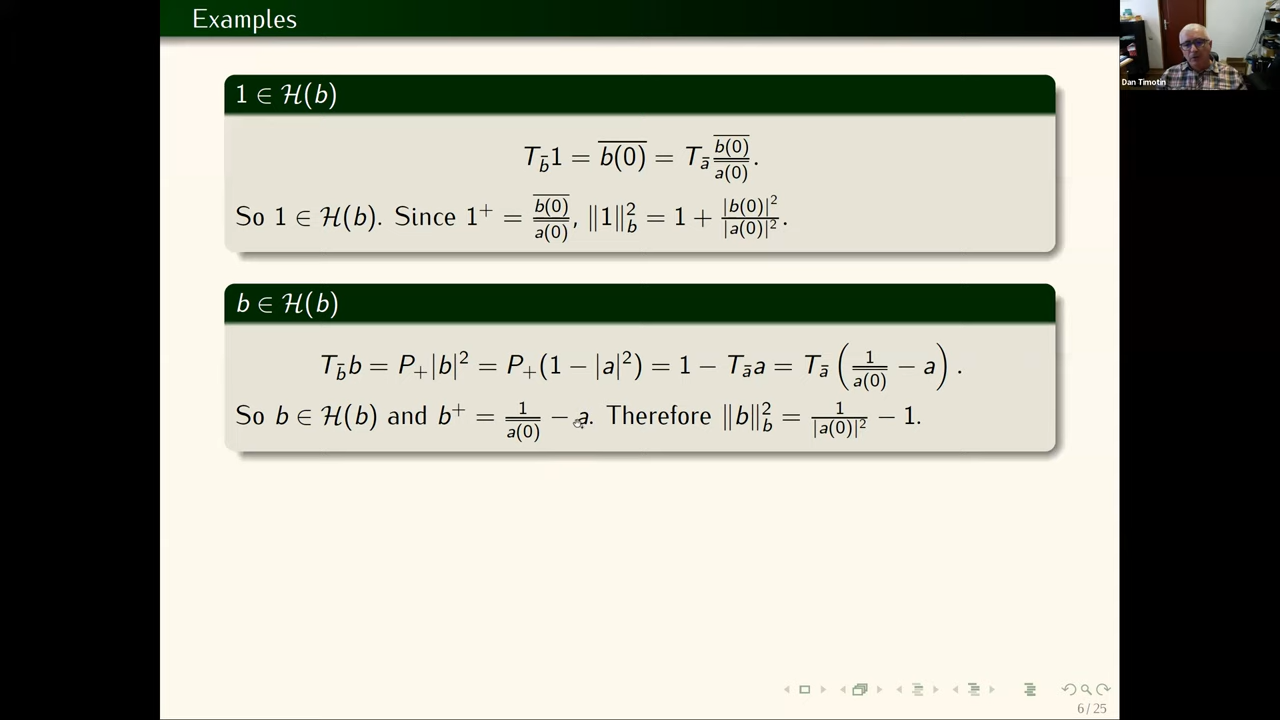 Examples
Dan Timotin
1 ∈ ℋ(b)
T_{\bar{b}}1 = \overline{b(0)} = T_{\bar{a}} \frac{\overline{b(0)}}{\overline{a(0)}}.
So 1 ∈ ℋ(b). Since 1^+ = \frac{\overline{b(0)}}{\overline{a(0)}}, ‖1‖_b^2 = 1 + \frac{|b(0)|^2}{|a(0)|^2}.
b ∈ ℋ(b)
T_{\bar{b}}b = P_+|b|^2 = P_+(1 − |a|^2) = 1 − T_{\bar{a}}a = T_{\bar{a}} \left( \frac{1}{\overline{a(0)}} − a \right).
So b ∈ ℋ(b) and b^+ = \frac{1}{\overline{a(0)}} − a. Therefore ‖b‖_b^2 = \frac{1}{|a(0)|^2} − 1.
6 / 25